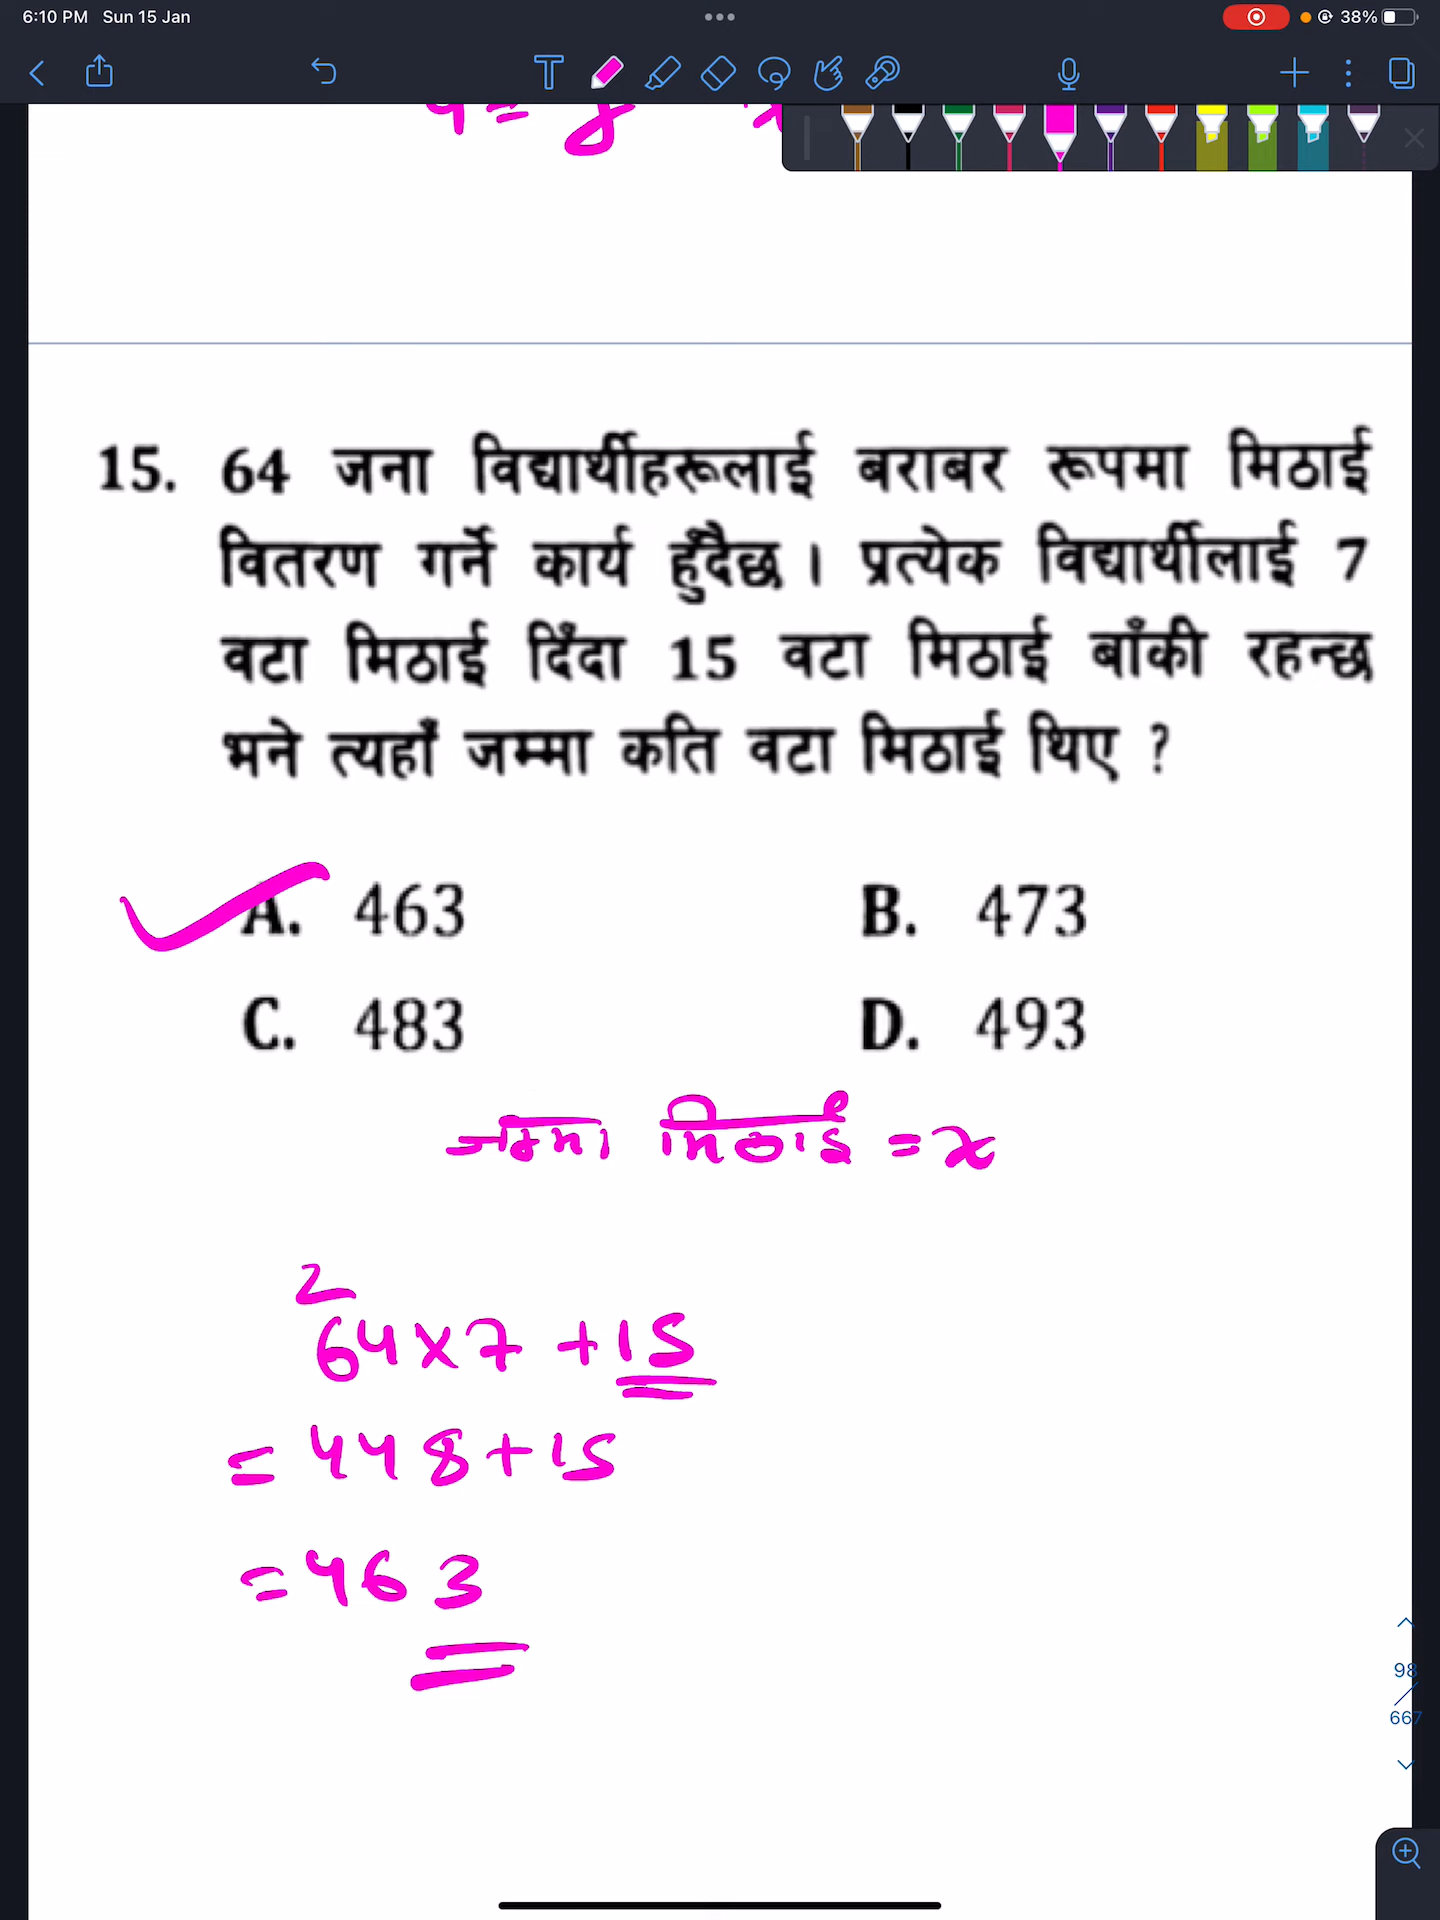 6:10 PM Sun 15 Jan
38%
15. 64 जना विद्यार्थीहरूलाई बराबर रूपमा मिठाई
वितरण गर्ने कार्य हुँदैछ । प्रत्येक विद्यार्थीलाई 7
वटा मिठाई दिँदा 15 वटा मिठाई बाँकी रहन्छ
भने त्यहाँ जम्मा कति वटा मिठाई थिए ?
A. 463 B. 473
C. 483 D. 493
जम्मा मिठाई = x
2
64 x 7 + 15
= 448 + 15
= 463
98
667